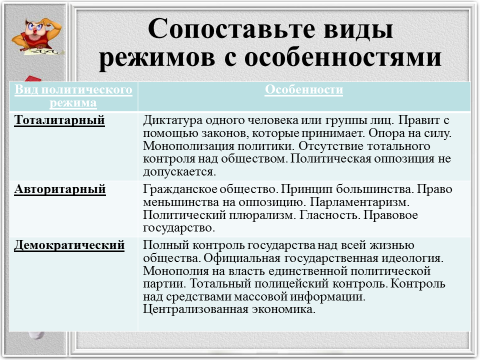 Сопоставьте виды
режимов с особенностями
Вид политического
режима
Особенности
Тоталитарный
Диктатура одного человека или группы лиц. Правит с
помощью законов, которые принимает. Опора на силу.
Монополизация политики. Отсутствие тотального
контроля над обществом. Политическая оппозиция не
допускается.
Авторитарный
Гражданское общество. Принцип большинства. Право
меньшинства на оппозицию. Парламентаризм.
Политический плюрализм. Гласность. Правовое
государство.
Демократический
Полный контроль государства над всей жизнью
общества. Официальная государственная идеология.
Монополия на власть единственной политической
партии. Тотальный полицейский контроль. Контроль
над средствами массовой информации.
Централизованная экономика.